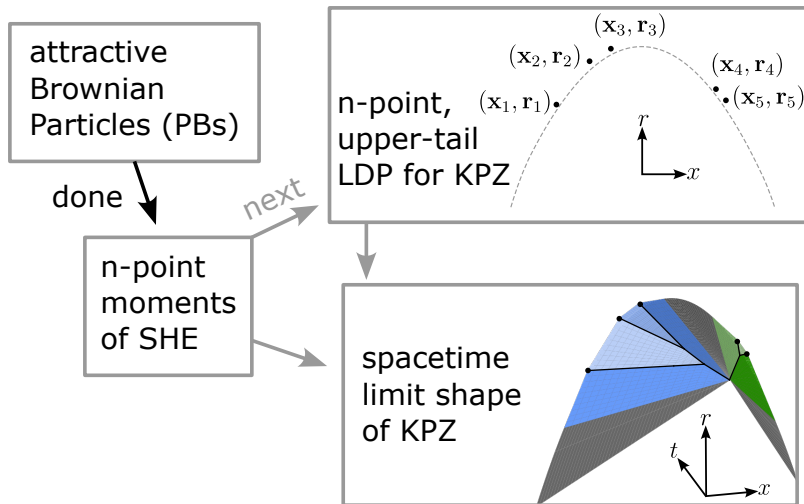 attractive
Brownian
Particles (PBs)
done
n-point
moments
of SHE
next
n-point,
upper-tail
LDP for KPZ
(x₁, r₁)
(x₂, r₂)
(x₃, r₃)
(x₄, r₄)
(x₅, r₅)
r
x
spacetime
limit shape
of KPZ
r
t
x